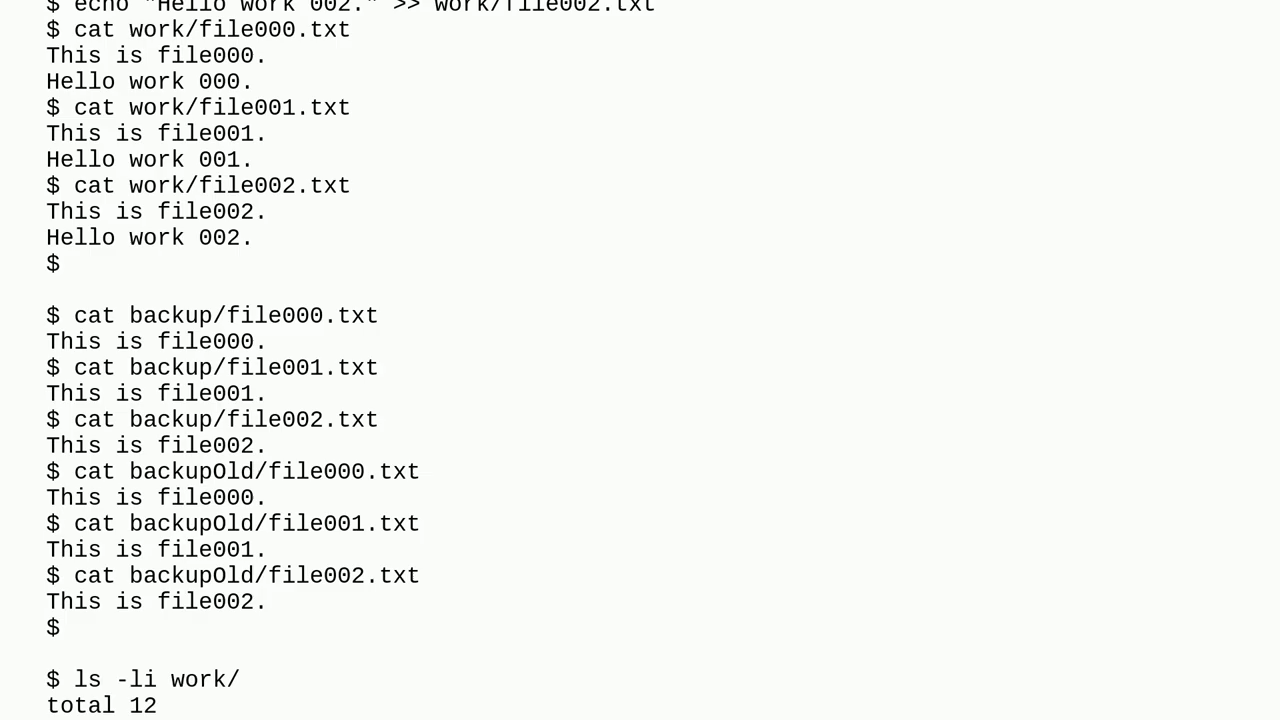 $ echo "Hello work 002." >> work/file002.txt
$ cat work/file000.txt
This is file000.
Hello work 000.
$ cat work/file001.txt
This is file001.
Hello work 001.
$ cat work/file002.txt
This is file002.
Hello work 002.
$
$ cat backup/file000.txt
This is file000.
$ cat backup/file001.txt
This is file001.
$ cat backup/file002.txt
This is file002.
$ cat backupOld/file000.txt
This is file000.
$ cat backupOld/file001.txt
This is file001.
$ cat backupOld/file002.txt
This is file002.
$
$ ls -li work/
total 12